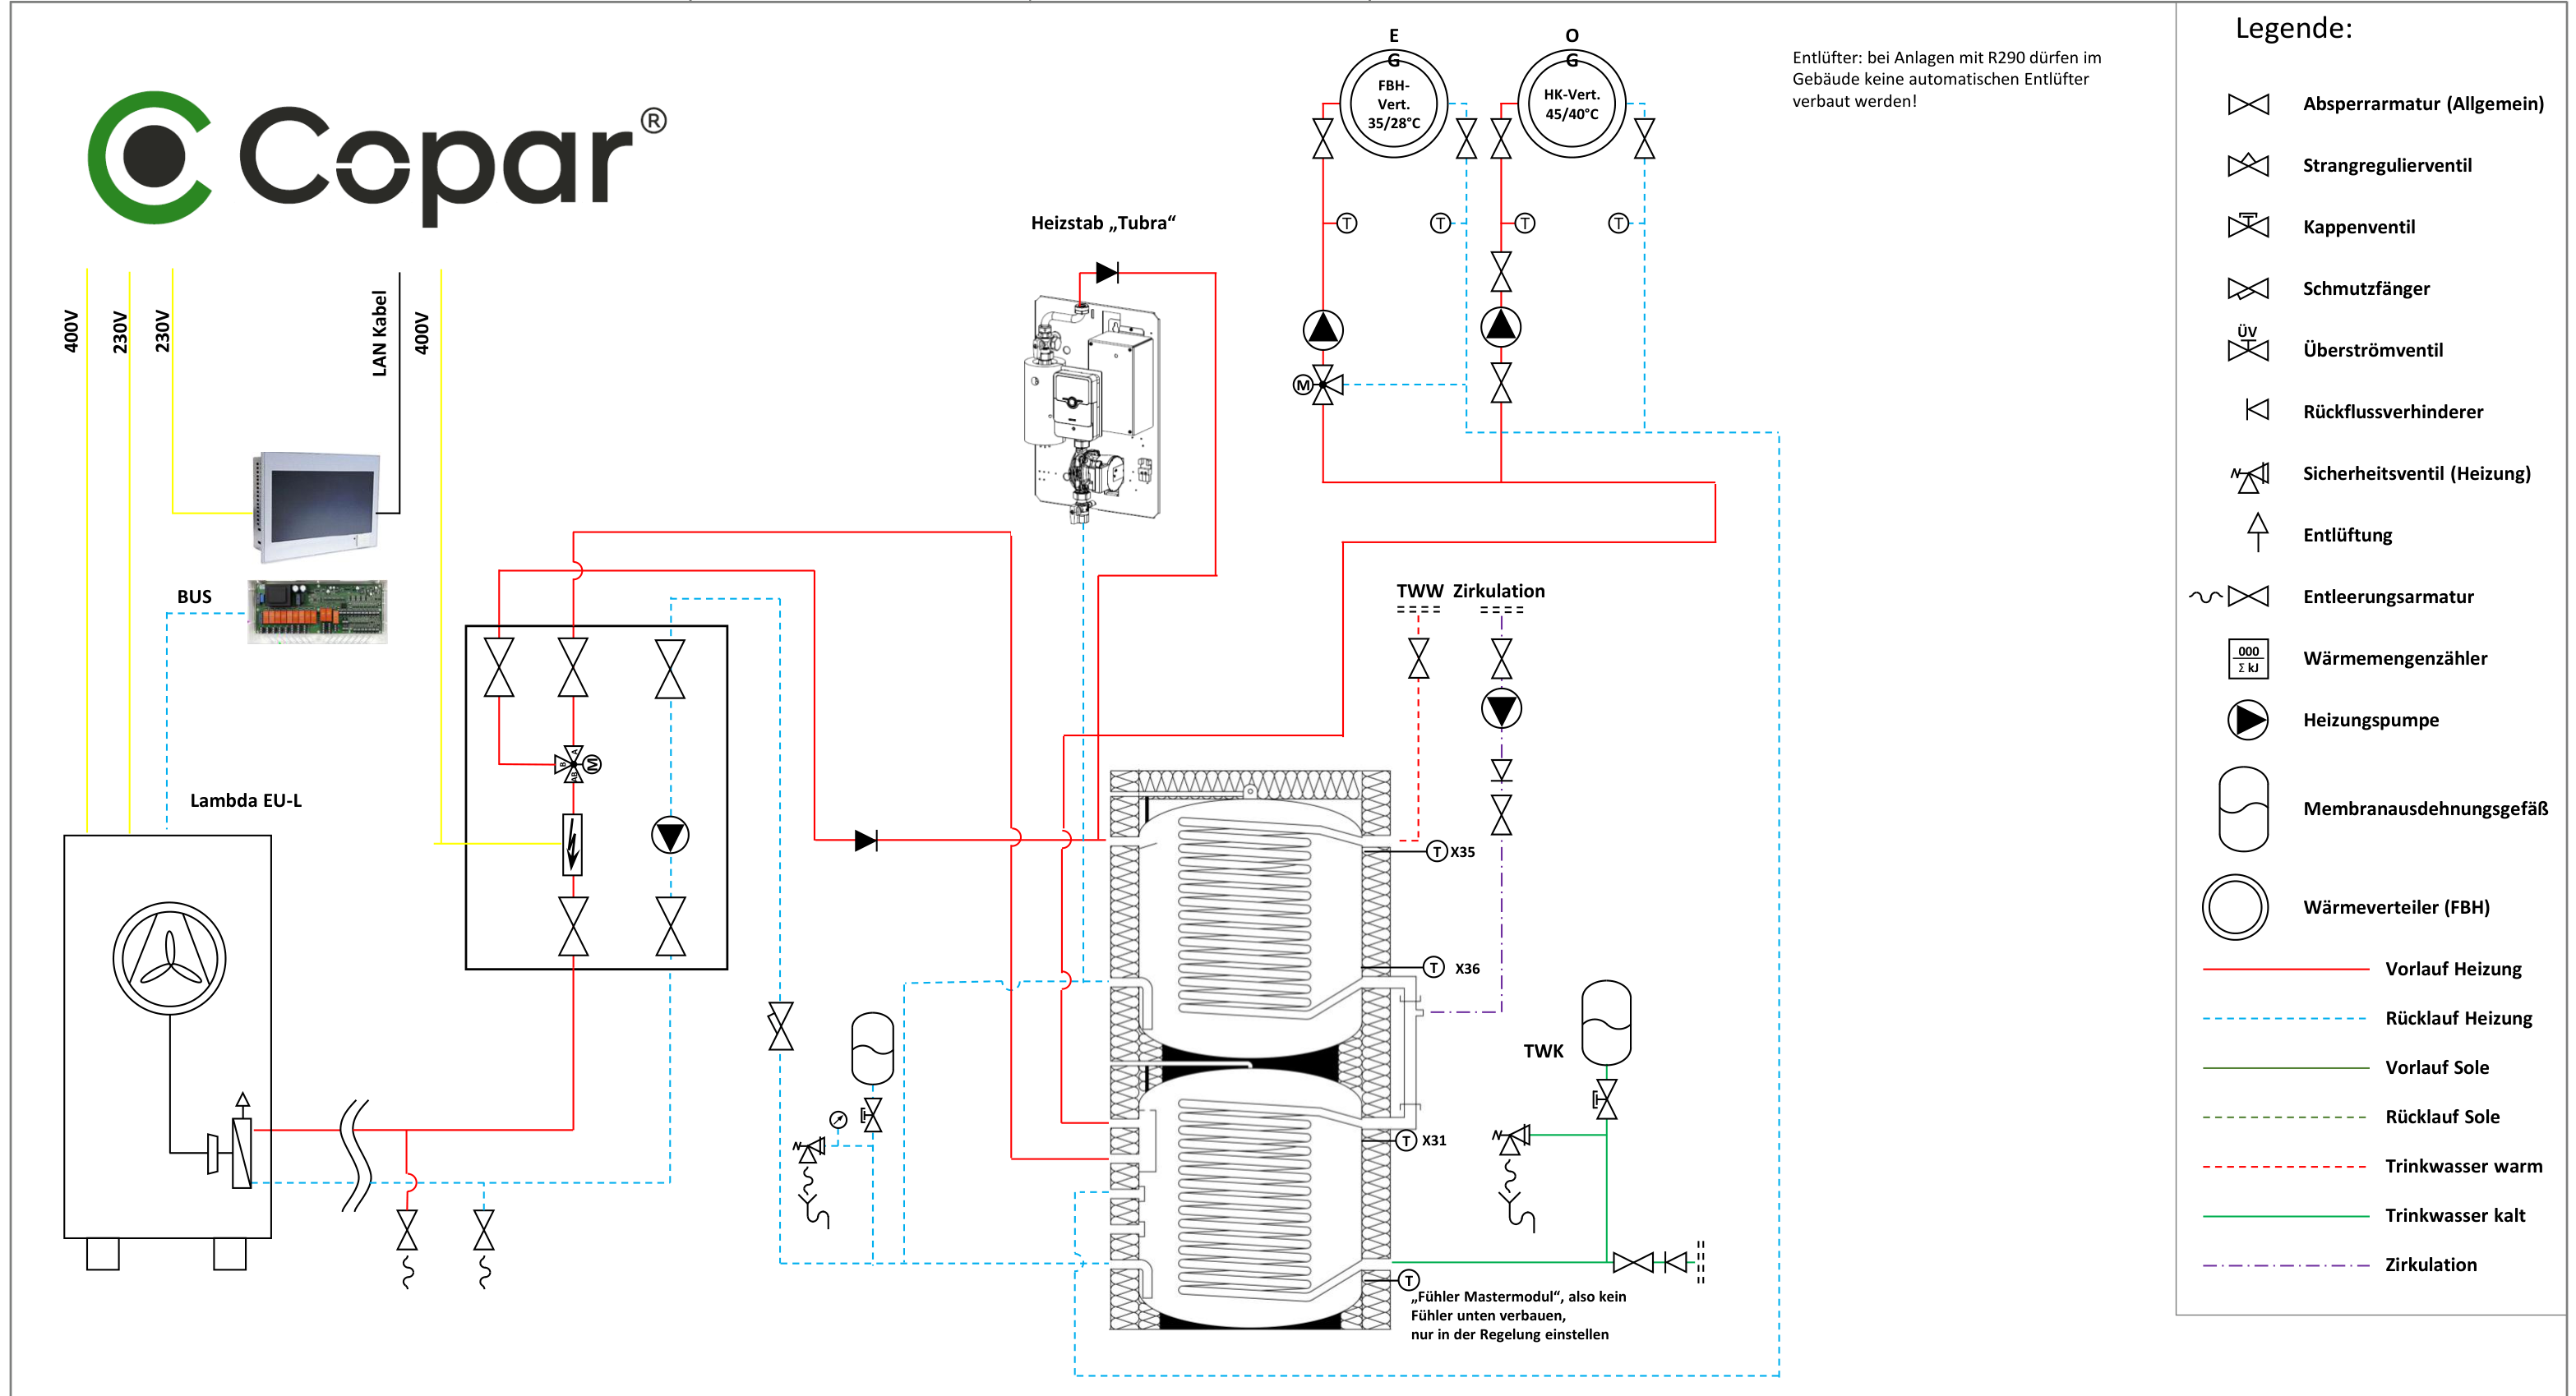 Copar®
400V
230V
230V
LAN Kabel
400V
BUS
Lambda EU-L
M
A
B
AB
Heizstab „Tubra“
E
G
FBH-
Vert.
35/28°C
O
G
HK-Vert.
45/40°C
T
T
T
T
M
Entlüfter: bei Anlagen mit R290 dürfen im
Gebäude keine automatischen Entlüfter
verbaut werden!
TWW Zirkulation
T X35
T X36
T X31
T
„Fühler Mastermodul“, also kein
Fühler unten verbauen,
nur in der Regelung einstellen
TWK
Legende:
Absperrarmatur (Allgemein)
Strangregulierventil
Kappenventil
Schmutzfänger
ÜV
Überströmventil
Rückflussverhinderer
Sicherheitsventil (Heizung)
Entlüftung
Entleerungsarmatur
000
Σ kJ
Wärmemengenzähler
Heizungspumpe
Membranausdehnungsgefäß
Wärmeverteiler (FBH)
Vorlauf Heizung
Rücklauf Heizung
Vorlauf Sole
Rücklauf Sole
Trinkwasser warm
Trinkwasser kalt
Zirkulation